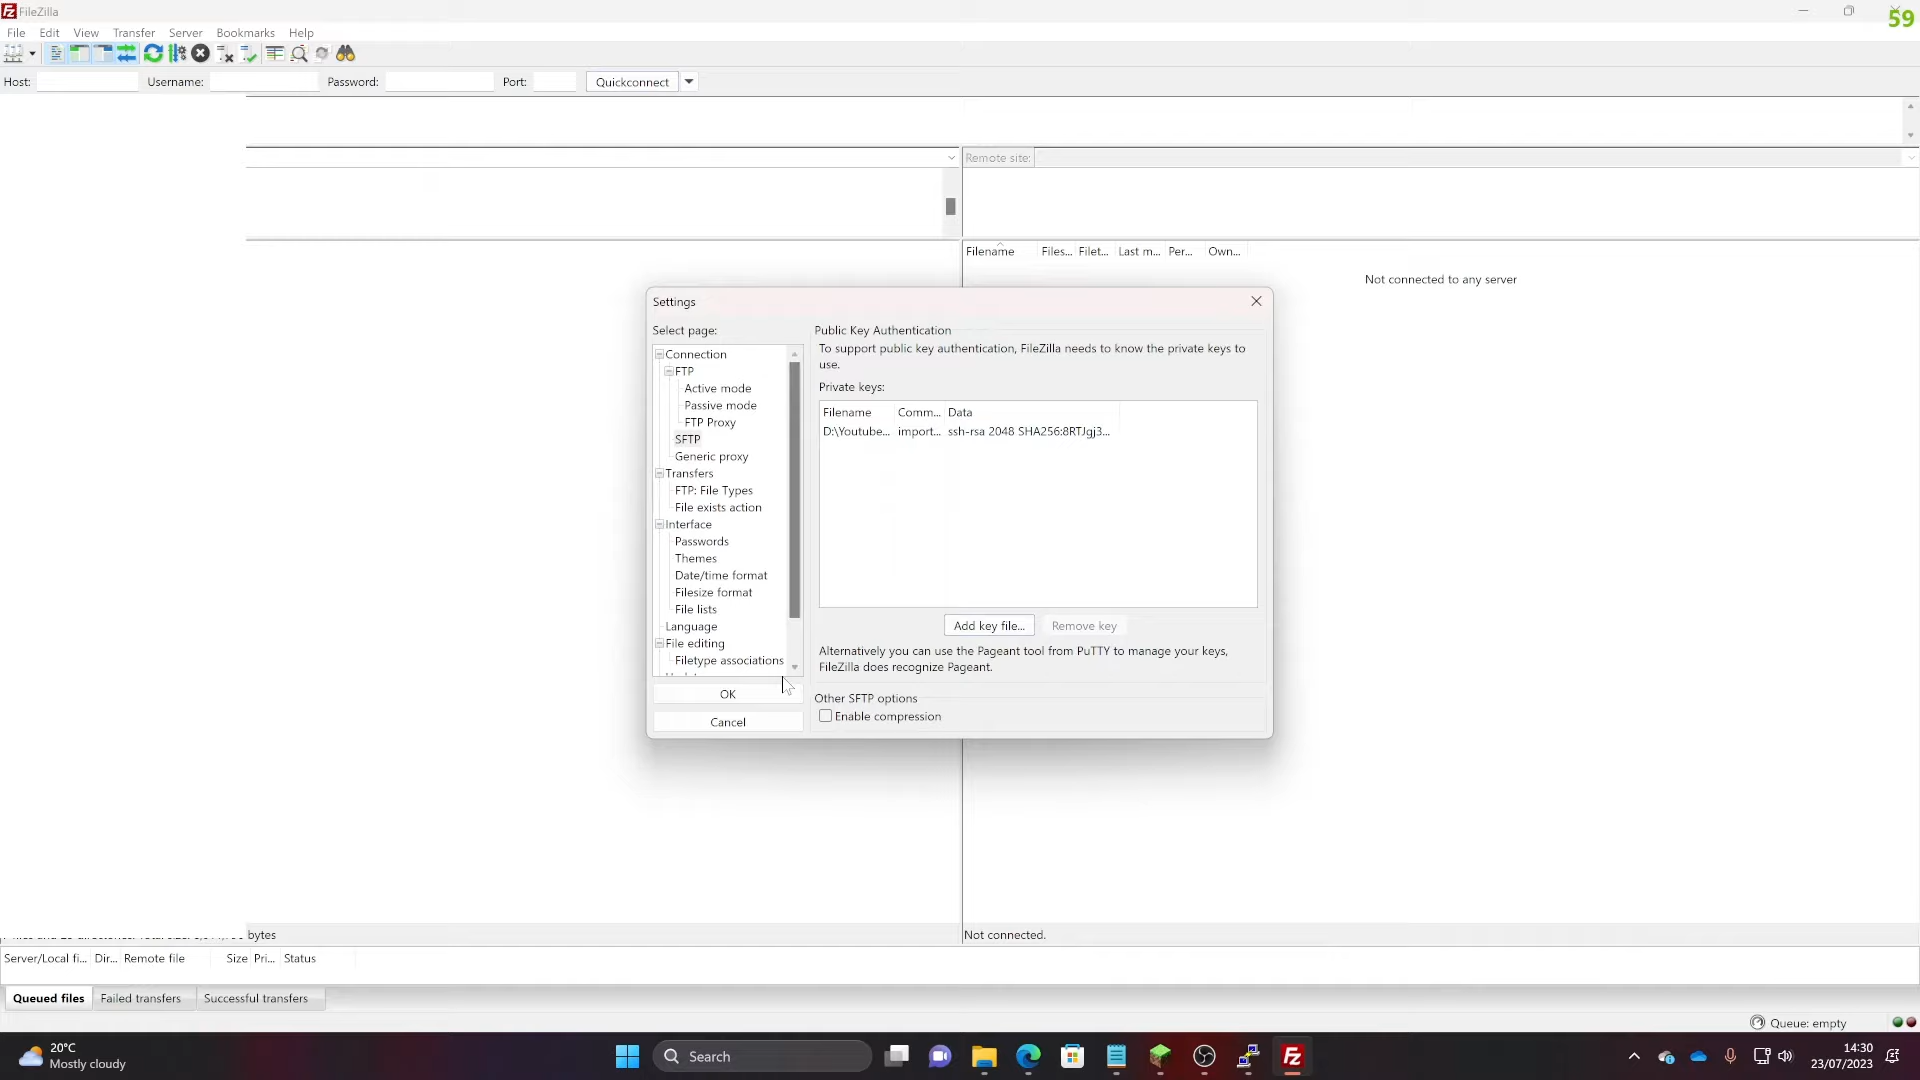 FileZilla
59
File Edit View Transfer Server Bookmarks Help
Host: Username: Password: Port: Quickconnect
Remote site:
Filename Files... Filet... Last m... Per... Own...
Not connected to any server
Settings
Select page:
Connection
FTP
Active mode
Passive mode
FTP Proxy
SFTP
Generic proxy
Transfers
FTP: File Types
File exists action
Interface
Passwords
Themes
Date/time format
Filesize format
File lists
Language
File editing
Filetype associations
OK
Cancel
Public Key Authentication
To support public key authentication, FileZilla needs to know the private keys to
use.
Private keys:
Filename Comm... Data
D:\Youtube... import... ssh-rsa 2048 SHA256:8RTJgj3...
Add key file... Remove key
Alternatively you can use the Pageant tool from PuTTY to manage your keys,
FileZilla does recognize Pageant.
Other SFTP options
Enable compression
bytes
Not connected.
Server/Local fi... Dir... Remote file Size Pri... Status
Queued files Failed transfers Successful transfers
Queue: empty
20°C
Mostly cloudy
Search
14:30
23/07/2023